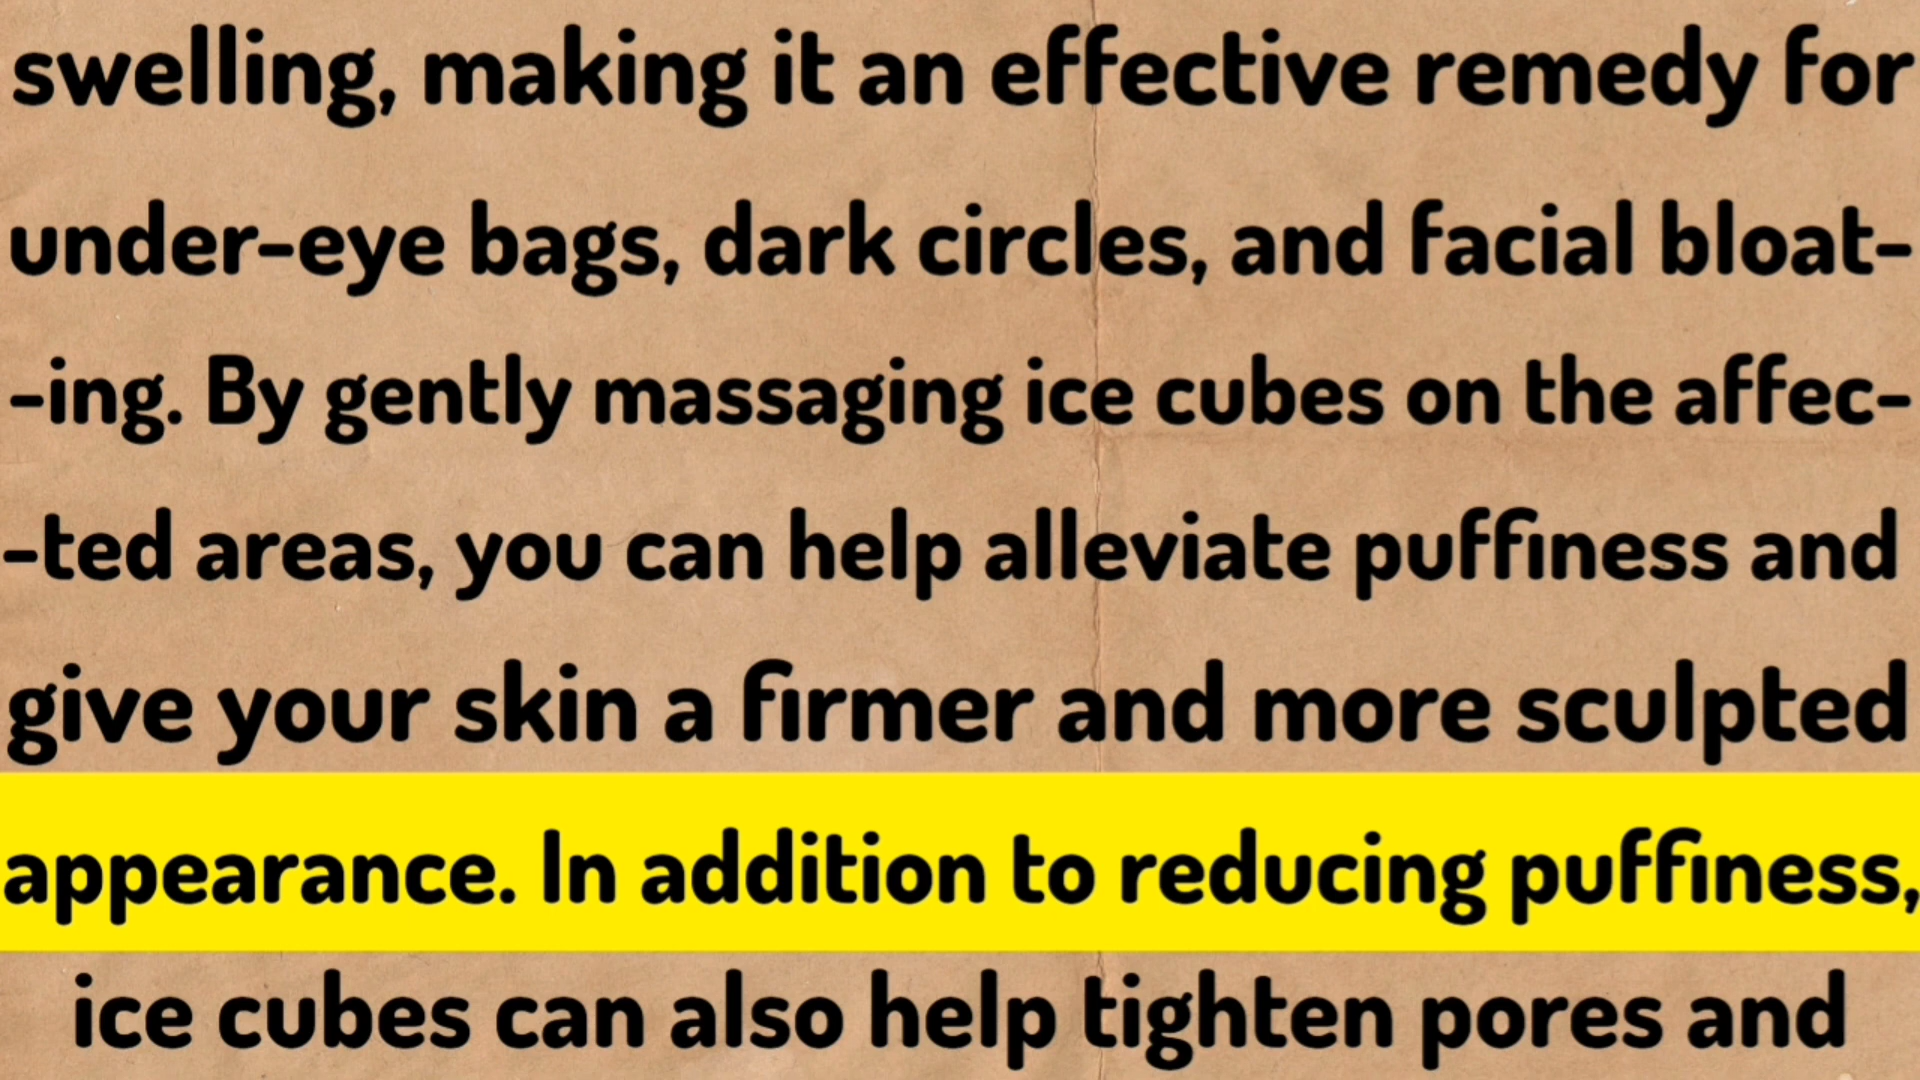 swelling, making it an effective remedy for
under-eye bags, dark circles, and facial bloat-
-ing. By gently massaging ice cubes on the affec-
-ted areas, you can help alleviate puffiness and
give your skin a firmer and more sculpted
appearance. In addition to reducing puffiness,
ice cubes can also help tighten pores and